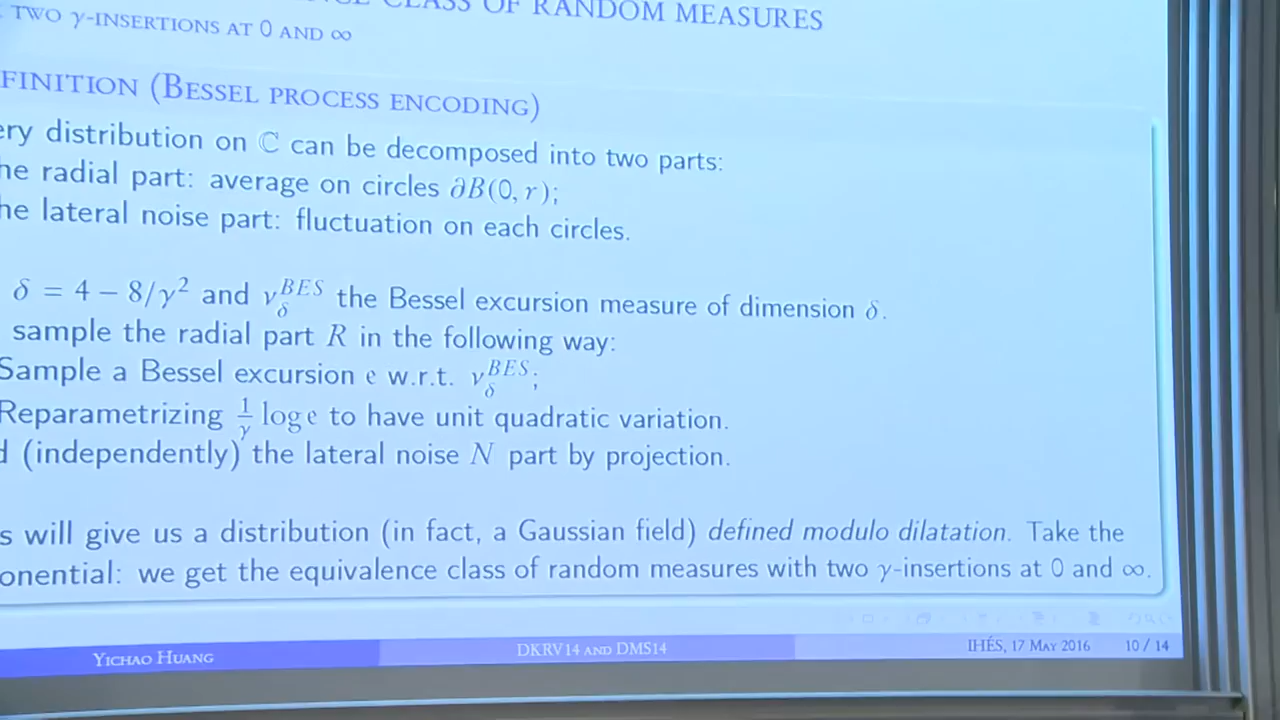 CLASS OF RANDOM MEASURES
TWO γ-INSERTIONS AT 0 AND ∞
FINITION (BESSEL PROCESS ENCODING)
ery distribution on ℂ can be decomposed into two parts:
he radial part: average on circles ∂B(0, r);
he lateral noise part: fluctuation on each circles.
δ = 4 − 8/γ² and ν_δ^{BES} the Bessel excursion measure of dimension δ.
sample the radial part R in the following way:
Sample a Bessel excursion e w.r.t. ν_δ^{BES};
Reparametrizing 1/γ log e to have unit quadratic variation.
d (independently) the lateral noise N part by projection.
s will give us a distribution (in fact, a Gaussian field) defined modulo dilatation. Take the
onential: we get the equivalence class of random measures with two γ-insertions at 0 and ∞.
YICHAO HUANG DKRV14 AND DMS14 IHÉS, 17 MAY 2016 10 / 14